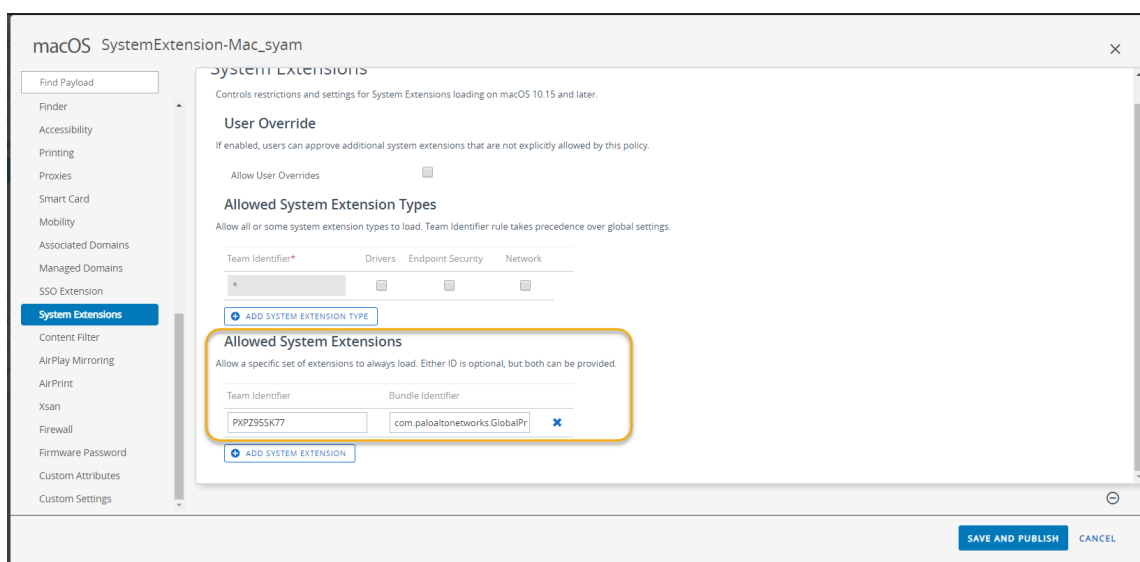 macOS SystemExtension-Mac_syam
Find Payload
Finder
Accessibility
Printing
Proxies
Smart Card
Mobility
Associated Domains
Managed Domains
SSO Extension
System Extensions
Content Filter
AirPlay Mirroring
AirPrint
Xsan
Firewall
Firmware Password
Custom Attributes
Custom Settings
System Extensions
Controls restrictions and settings for System Extensions loading on macOS 10.15 and later.
User Override
If enabled, users can approve additional system extensions that are not explicitly allowed by this policy.
Allow User Overrides
Allowed System Extension Types
Allow all or some system extension types to load. Team Identifier rule takes precedence over global settings.
Team Identifier* Drivers Endpoint Security Network
*
ADD SYSTEM EXTENSION TYPE
Allowed System Extensions
Allow a specific set of extensions to always load. Either ID is optional, but both can be provided.
Team Identifier Bundle Identifier
PXPZ95SK77 com.paloaltonetworks.GlobalPr
ADD SYSTEM EXTENSION
SAVE AND PUBLISH CANCEL